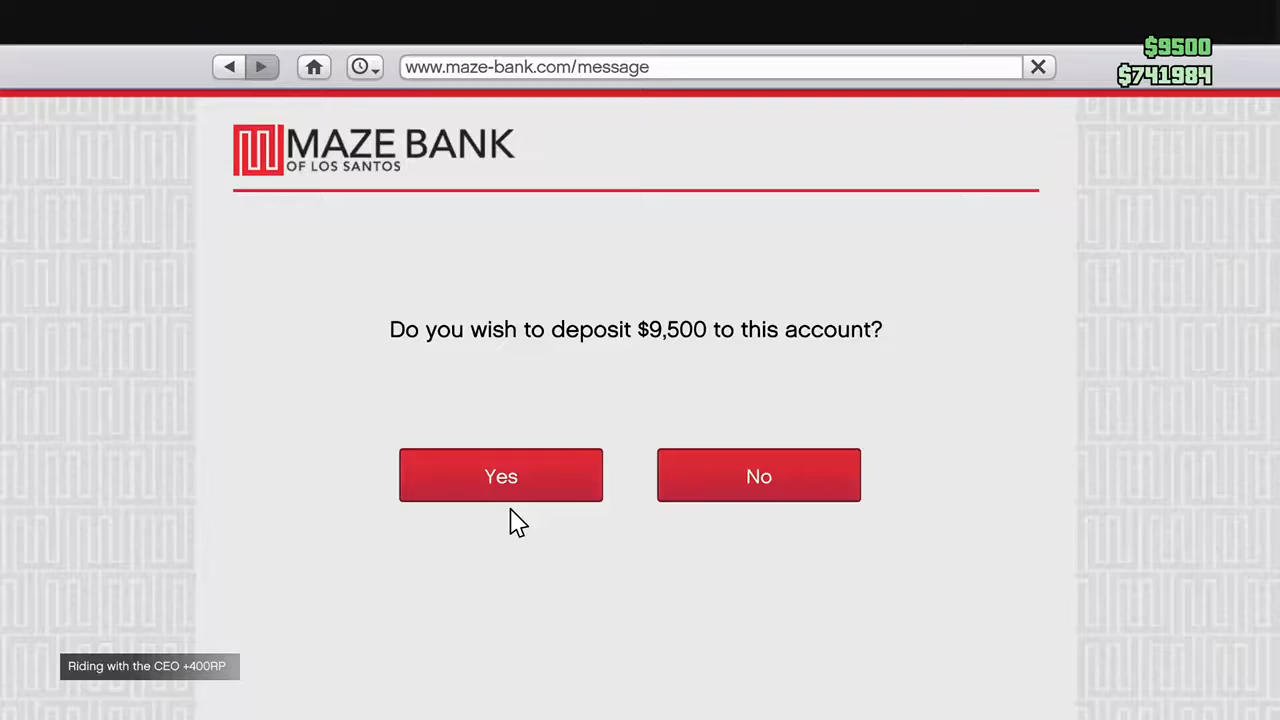 $9500
www.maze-bank.com/message
$741984
MAZE BANK
OF LOS SANTOS
Do you wish to deposit $9,500 to this account?
Yes
No
Riding with the CEO +400RP